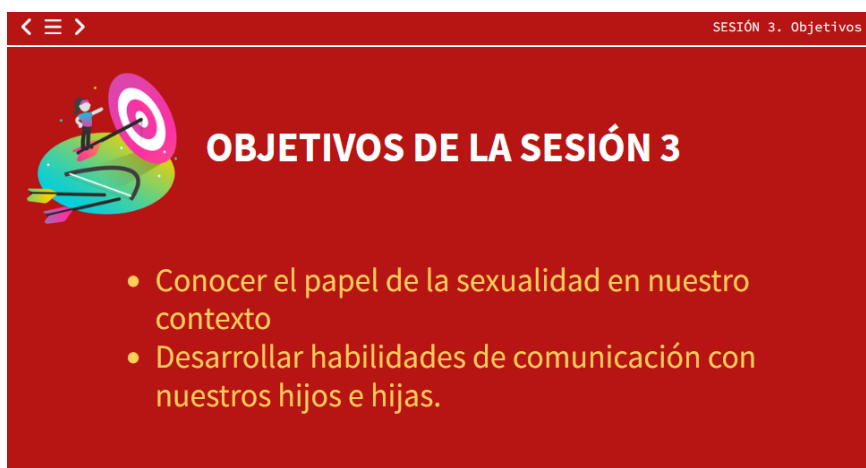 SESIÓN 3. Objetivos
OBJETIVOS DE LA SESIÓN 3
• Conocer el papel de la sexualidad en nuestro
contexto
• Desarrollar habilidades de comunicación con
nuestros hijos e hijas.